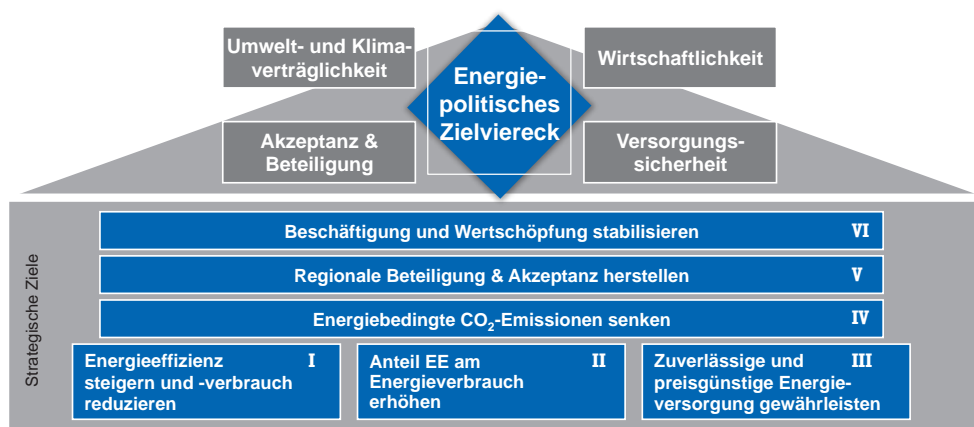 Umwelt- und Klima-
verträglichkeit
Energie-
politisches
Zielviereck
Wirtschaftlichkeit
Akzeptanz &
Beteiligung
Versorgungs-
sicherheit
Strategische Ziele
Beschäftigung und Wertschöpfung stabilisieren VI
Regionale Beteiligung & Akzeptanz herstellen V
Energiebedingte CO₂-Emissionen senken IV
Energieeffizienz I
steigern und -verbrauch
reduzieren
Anteil EE am II
Energieverbrauch
erhöhen
Zuverlässige und III
preisgünstige Energie-
versorgung gewährleisten